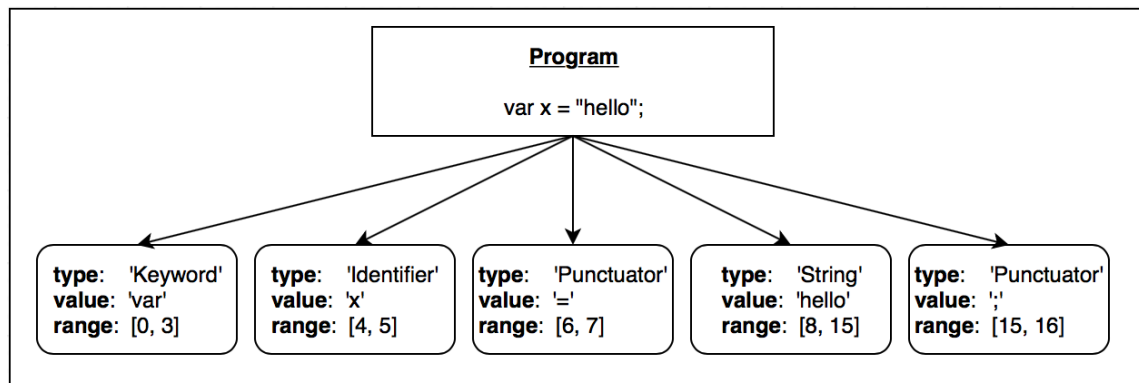 Program
var x = "hello";
type: 'Keyword'
value: 'var'
range: [0, 3]
type: 'Identifier'
value: 'x'
range: [4, 5]
type: 'Punctuator'
value: '='
range: [6, 7]
type: 'String'
value: 'hello'
range: [8, 15]
type: 'Punctuator'
value: ';'
range: [15, 16]